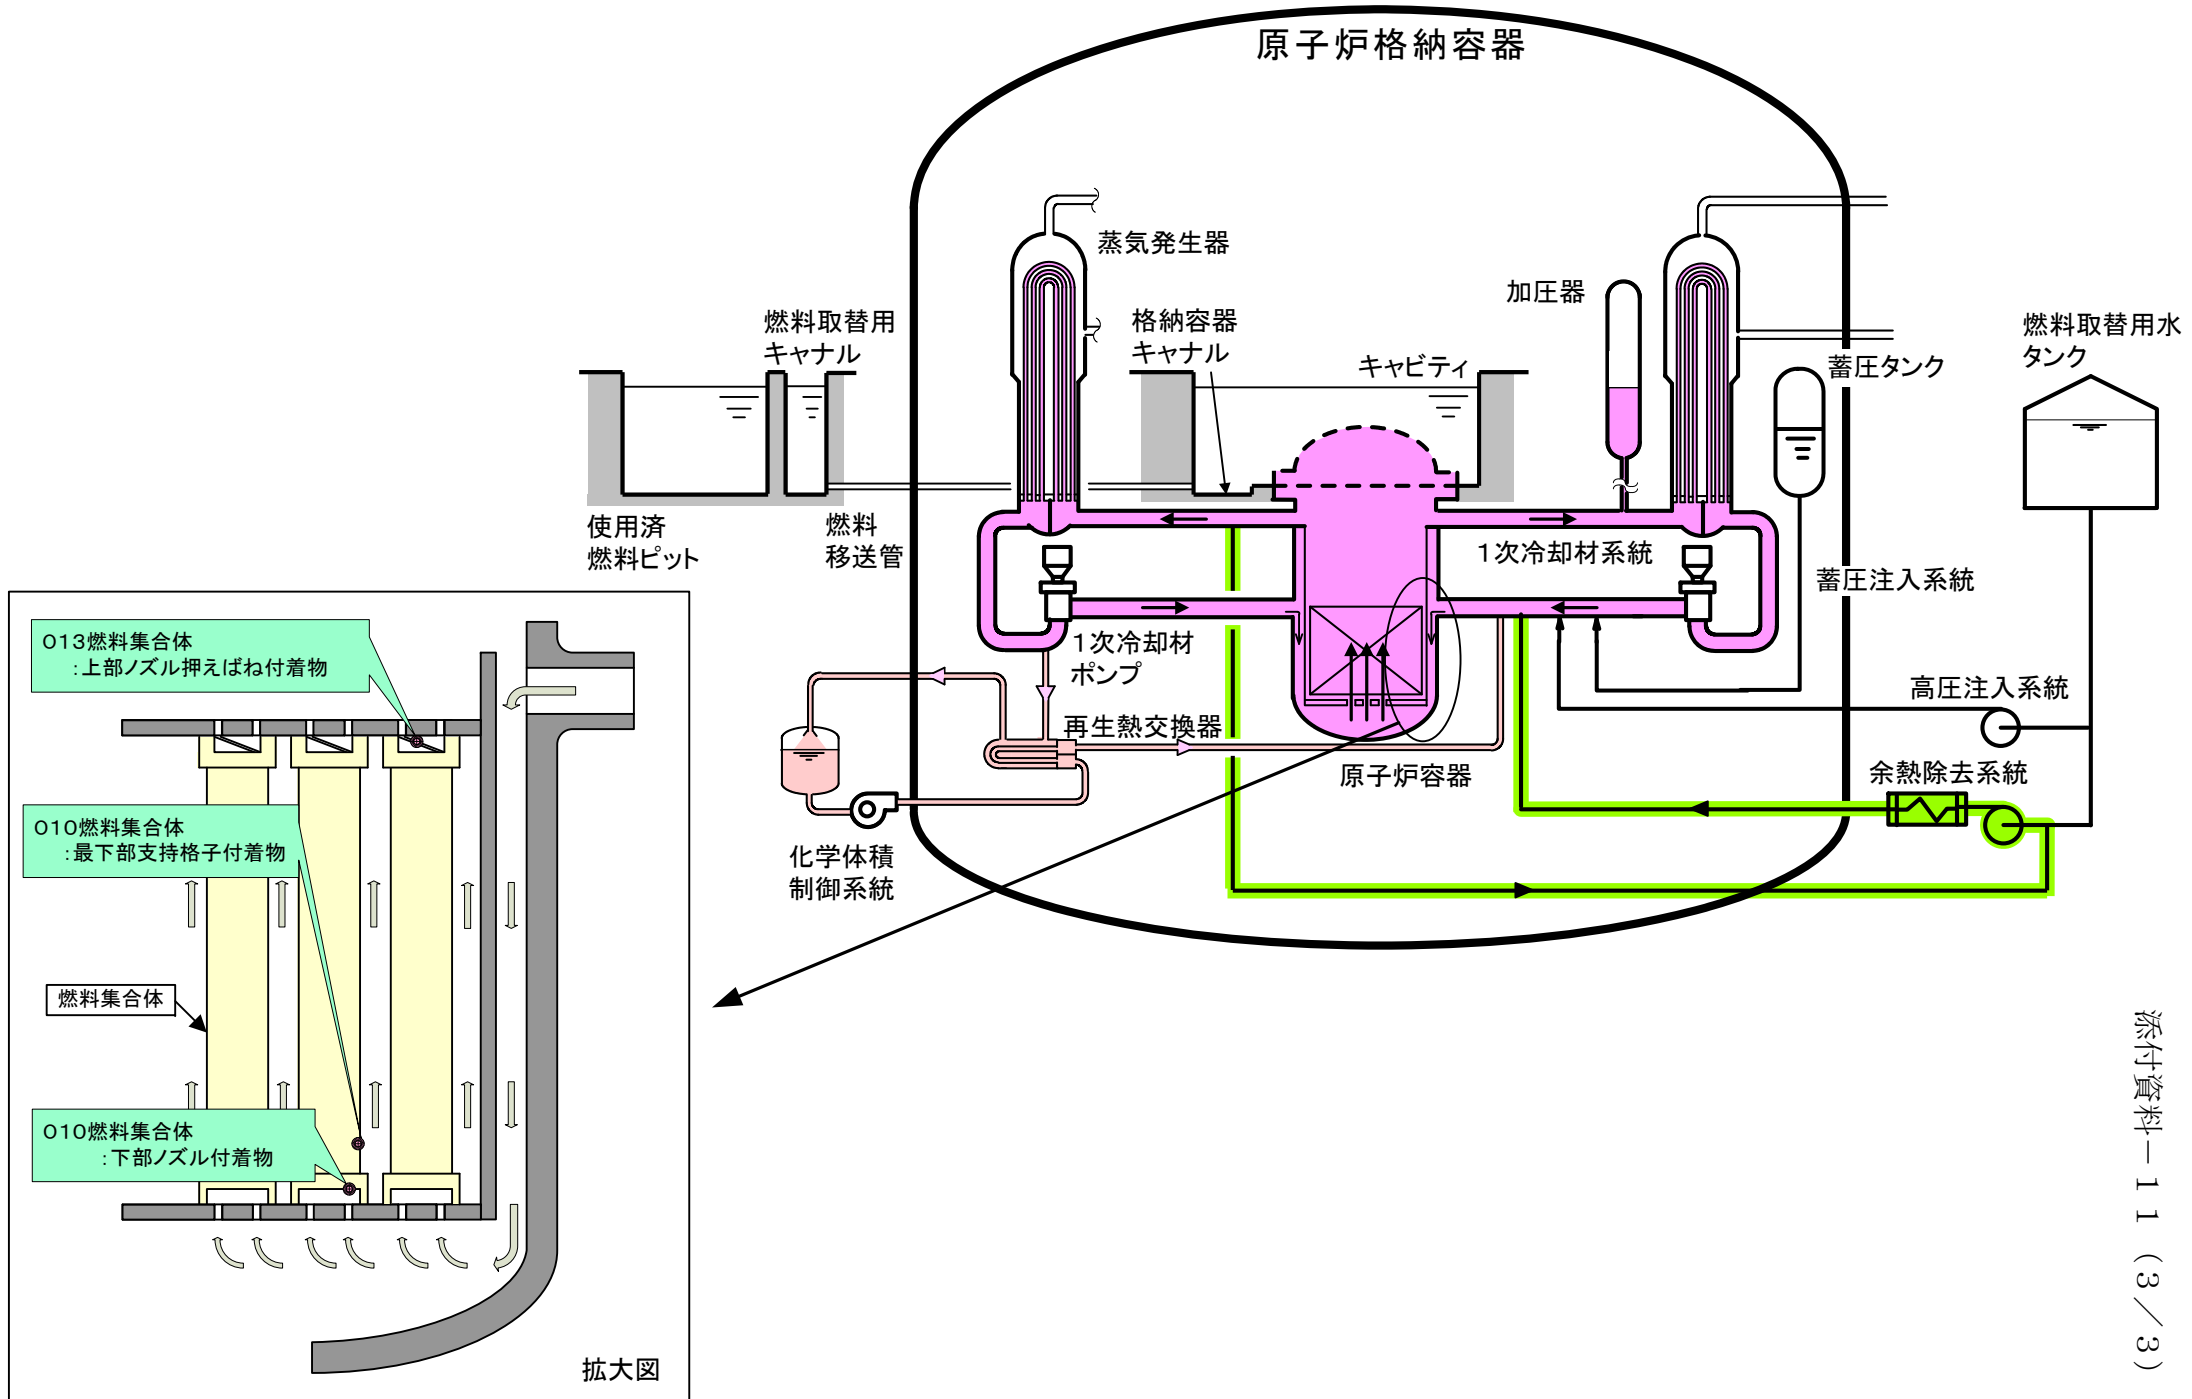 原子炉格納容器
蒸気発生器
加圧器
燃料取替用
キャナル
格納容器
キャナル
キャビティ
蓄圧タンク
燃料取替用水
タンク
使用済
燃料ピット
燃料
移送管
1次冷却材系統
蓄圧注入系統
1次冷却材
ポンプ
再生熱交換器
高圧注入系統
原子炉容器
余熱除去系統
化学体積
制御系統
O13燃料集合体
:上部ノズル押えばね付着物
O10燃料集合体
:最下部支持格子付着物
燃料集合体
O10燃料集合体
:下部ノズル付着物
拡大図
添付資料-11 (3/3)